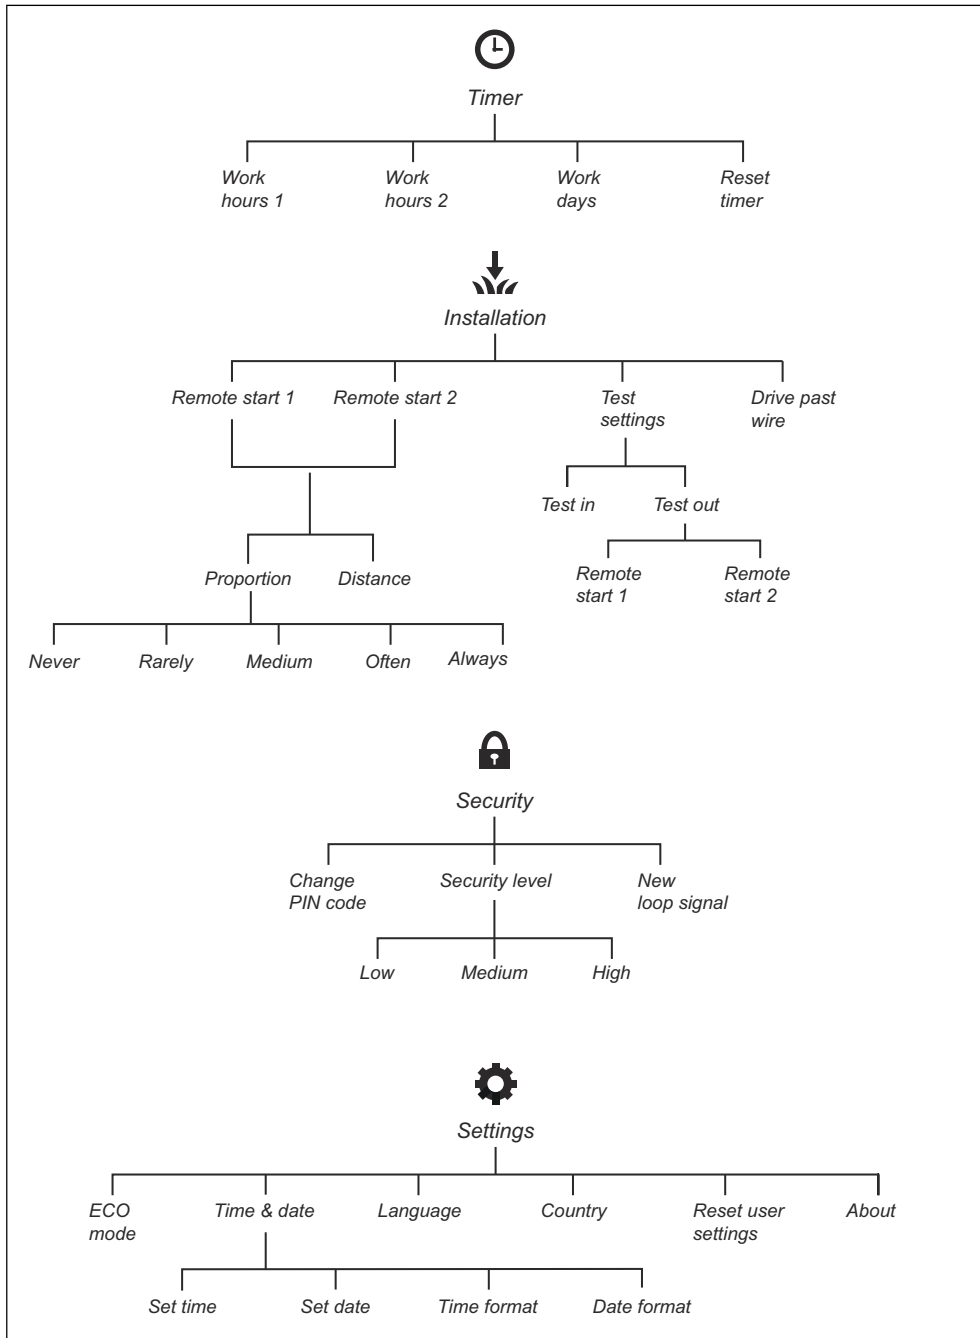 Timer
Work
hours 1
Work
hours 2
Work
days
Reset
timer
Installation
Remote start 1
Remote start 2
Test
settings
Drive past
wire
Test in
Test out
Remote
start 1
Remote
start 2
Proportion
Distance
Never
Rarely
Medium
Often
Always
Security
Change
PIN code
Security level
New
loop signal
Low
Medium
High
Settings
ECO
mode
Time & date
Language
Country
Reset user
settings
About
Set time
Set date
Time format
Date format